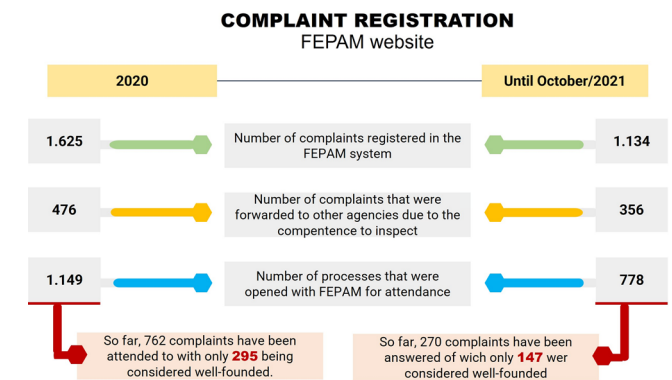 COMPLAINT REGISTRATION
FEPAM website
2020
Until October/2021
1.625
Number of complaints registered in the
FEPAM system
1.134
476
Number of complaints that were
forwarded to other agencies due to the
compentence to inspect
356
1.149
Number of processes that were
opened with FEPAM for attendance
778
So far, 762 complaints have been
attended to with only 295 being
considered well-founded.
So far, 270 complaints have been
answered of wich only 147 wer
considered well-founded